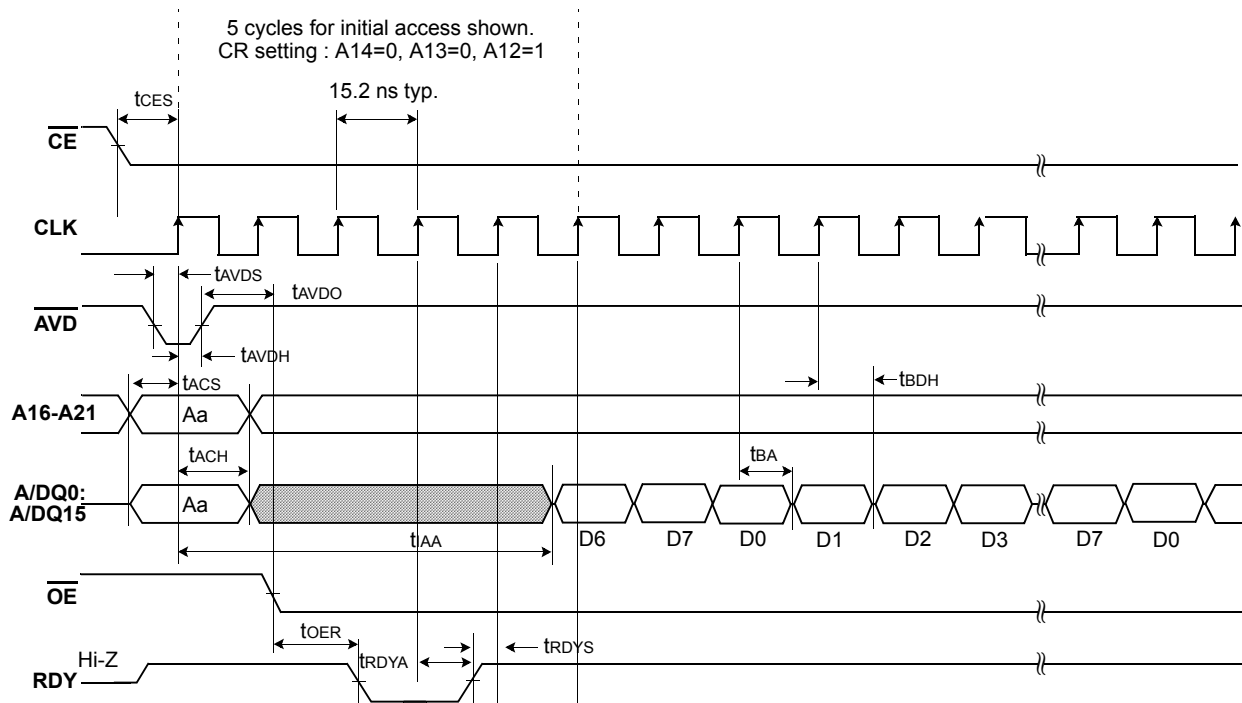 5 cycles for initial access shown.
CR setting : A14=0, A13=0, A12=1
15.2 ns typ.
tCES
CE
CLK
tAVDS
tAVDO
AVD
tAVDH
tACS
tBDH
A16-A21
Aa
tACH
tBA
A/DQ0:
A/DQ15
Aa
tIAA
D6 D7 D0 D1 D2 D3 D7 D0
OE
tOER
tRDYS
tRDYA
Hi-Z
RDY